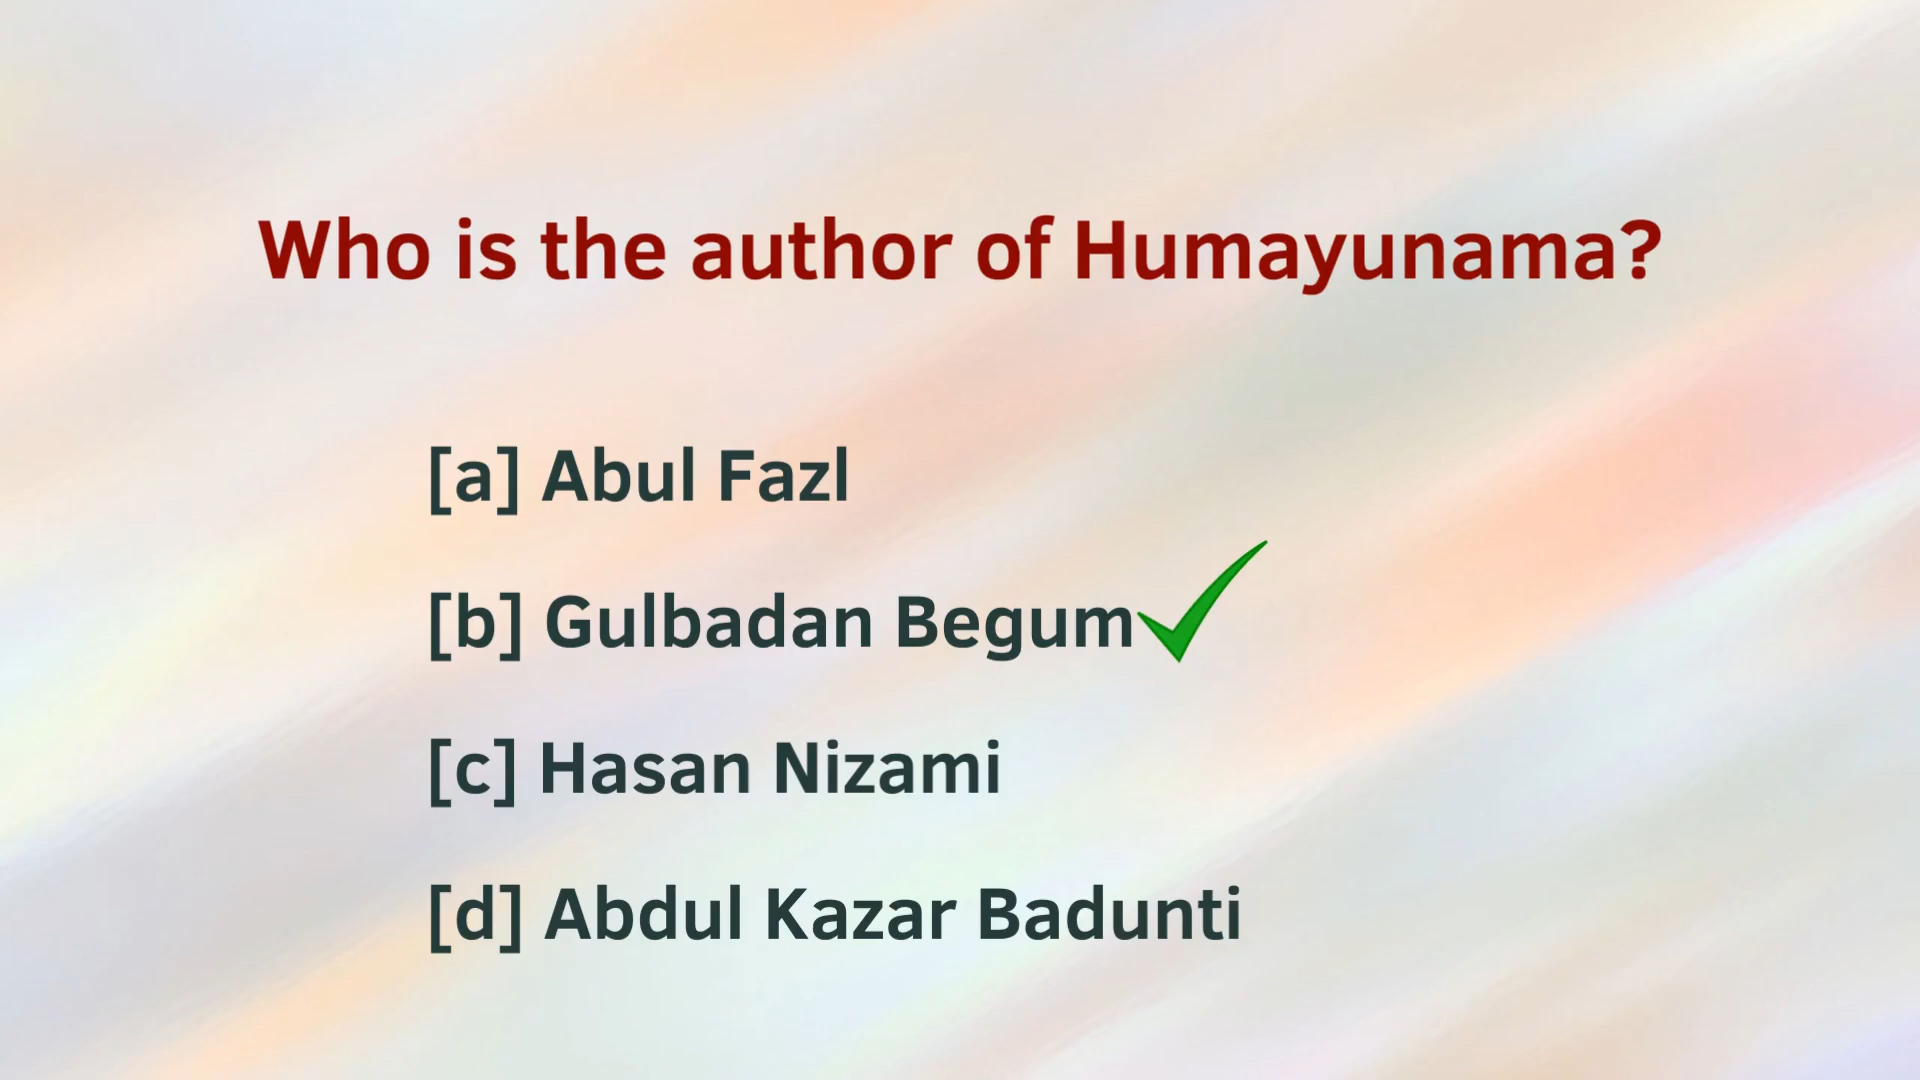 Who is the author of Humayunama?
[a] Abul Fazl
[b] Gulbadan Begum
[c] Hasan Nizami
[d] Abdul Kazar Badunti